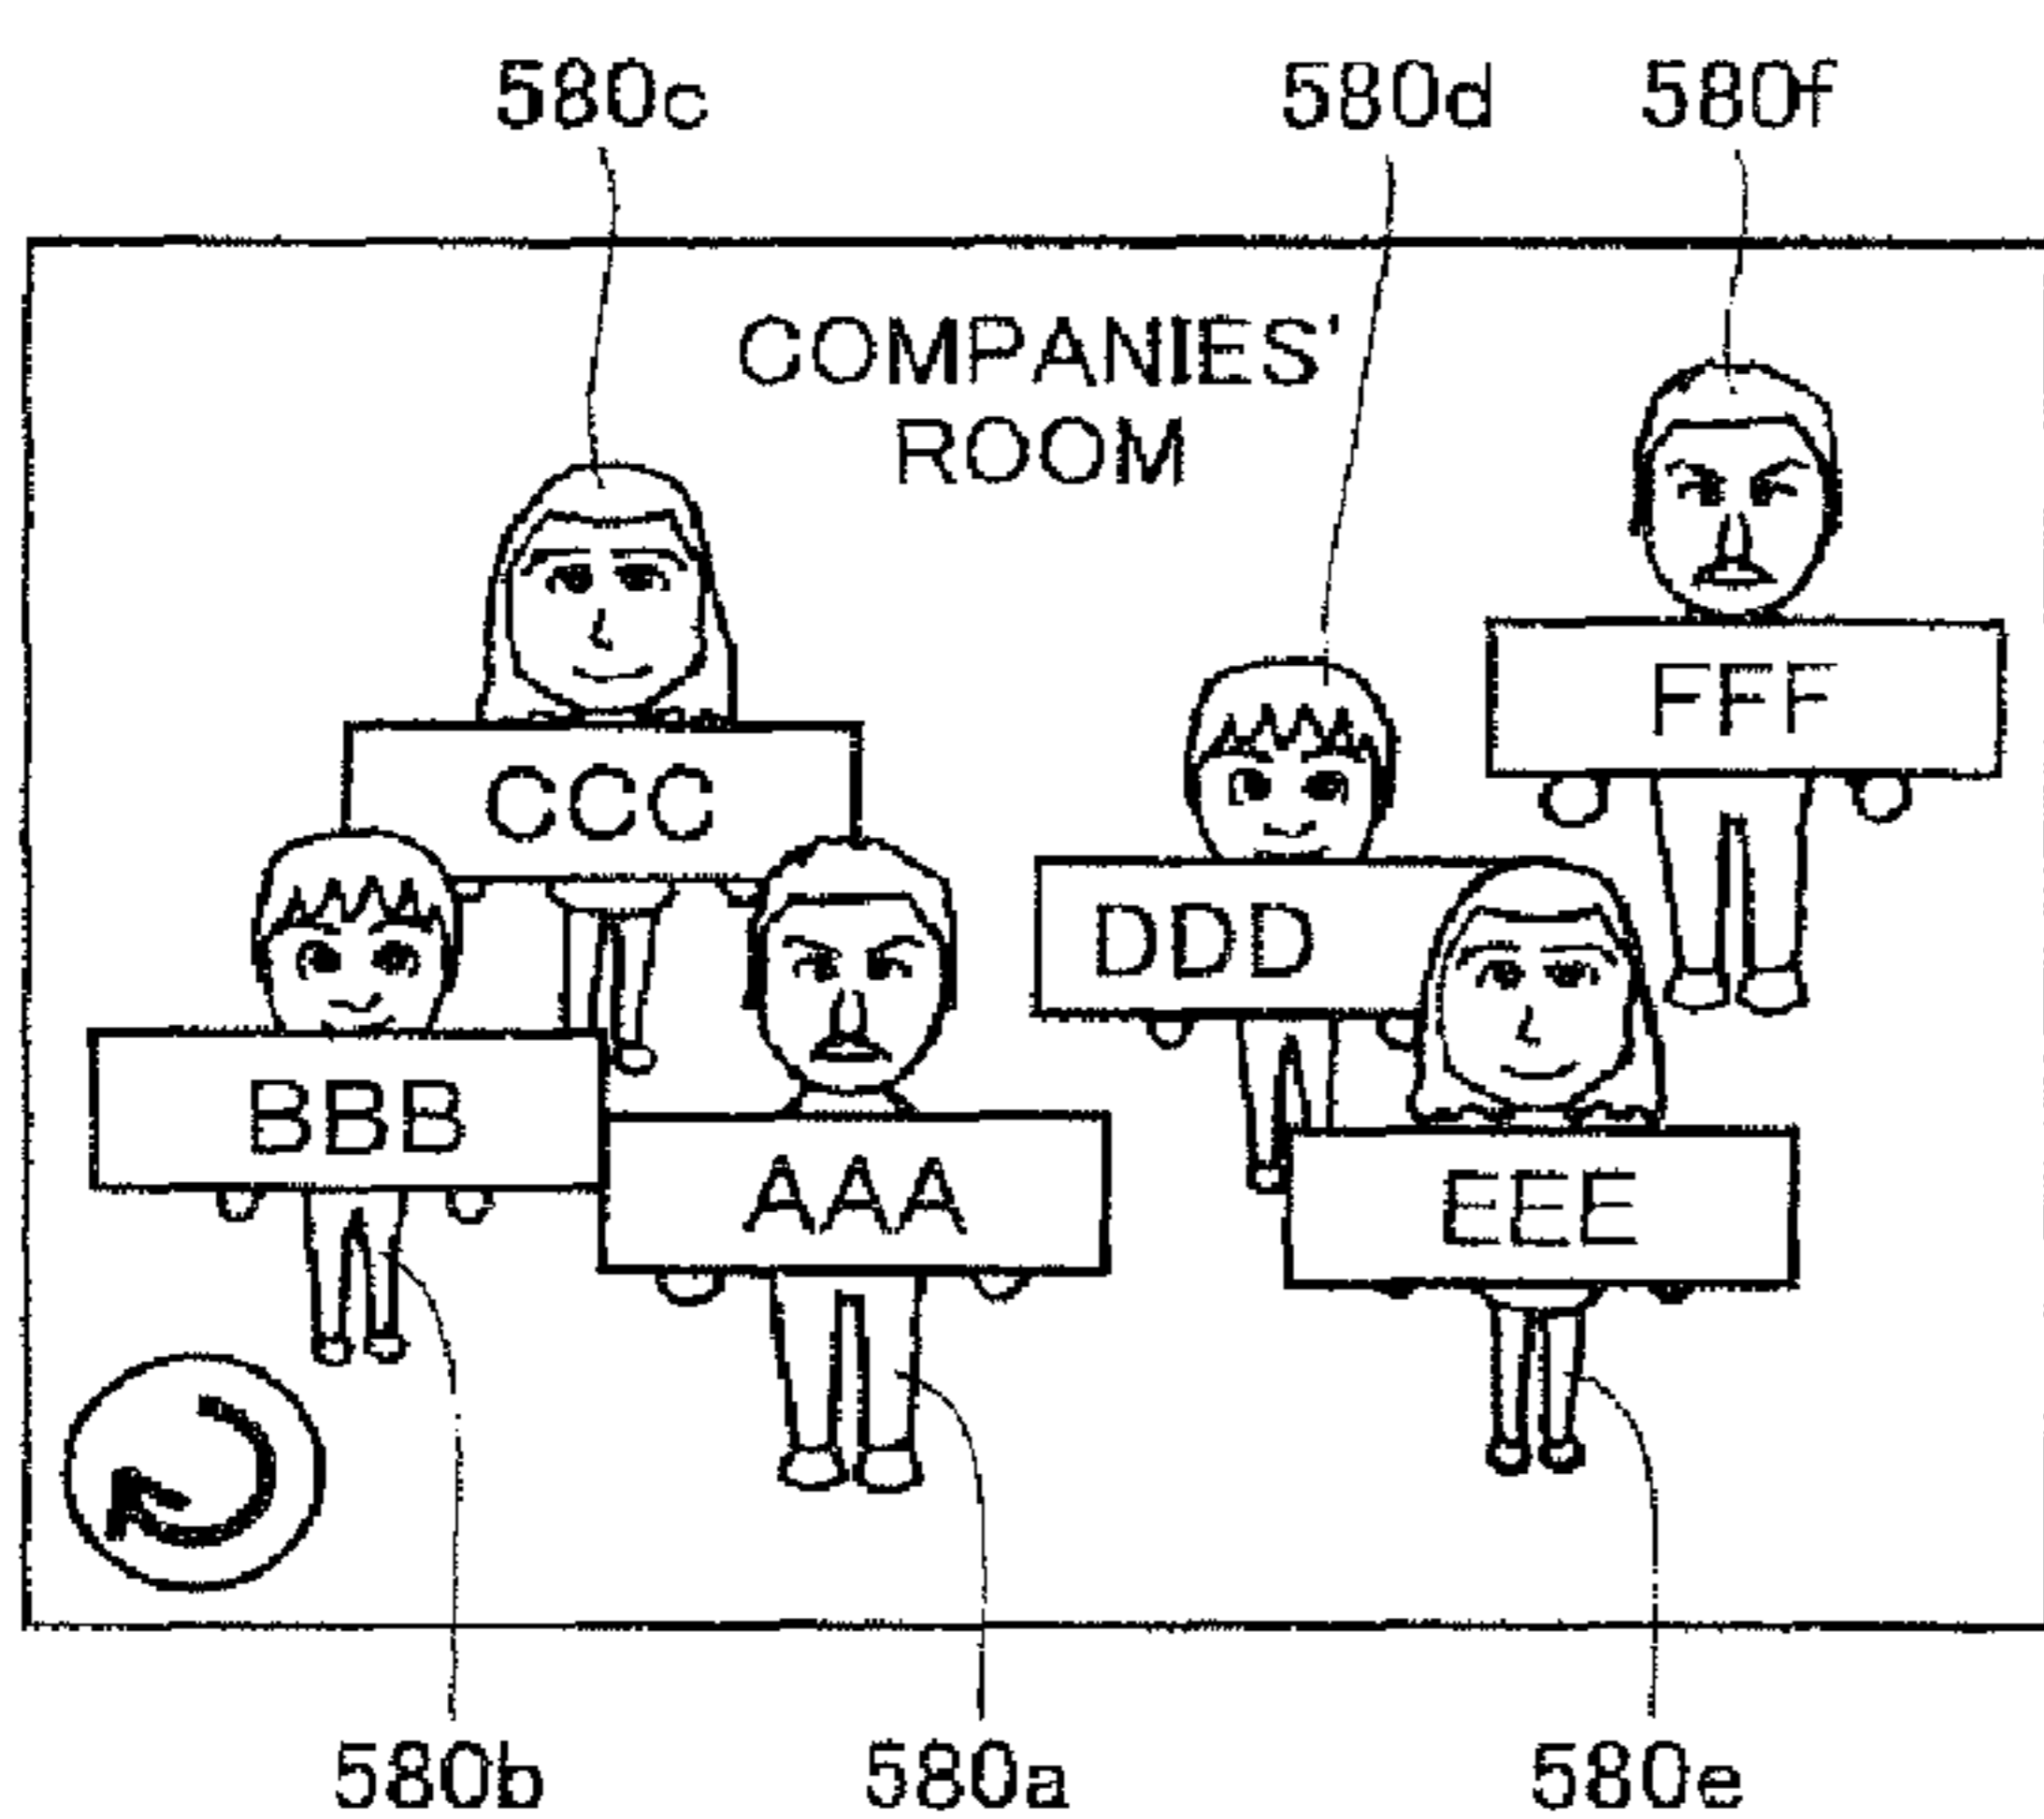 580c 580d 580f
COMPANIES'
ROOM
FFF
CCC
DDD
BBB
AAA
EEE
580b 580a 580e